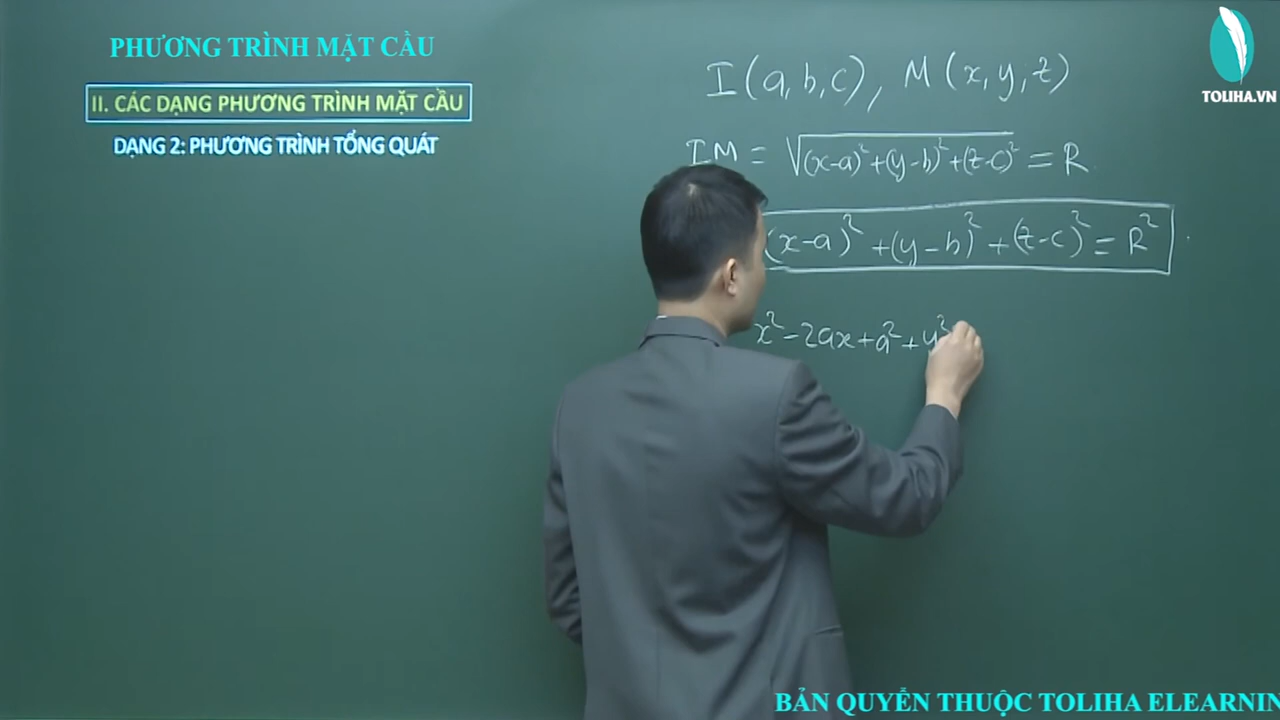 PHƯƠNG TRÌNH MẶT CẦU
II. CÁC DẠNG PHƯƠNG TRÌNH MẶT CẦU
DẠNG 2: PHƯƠNG TRÌNH TỔNG QUÁT
TOLIHA.VN
I(a,b,c), M(x,y,z)
IM = √(x-a)²+(y-b)²+(z-c)² = R
(x-a)²+(y-b)²+(z-c)²=R²
x²-2ax+a²+y²
BẢN QUYỀN THUỘC TOLIHA ELEARNIN